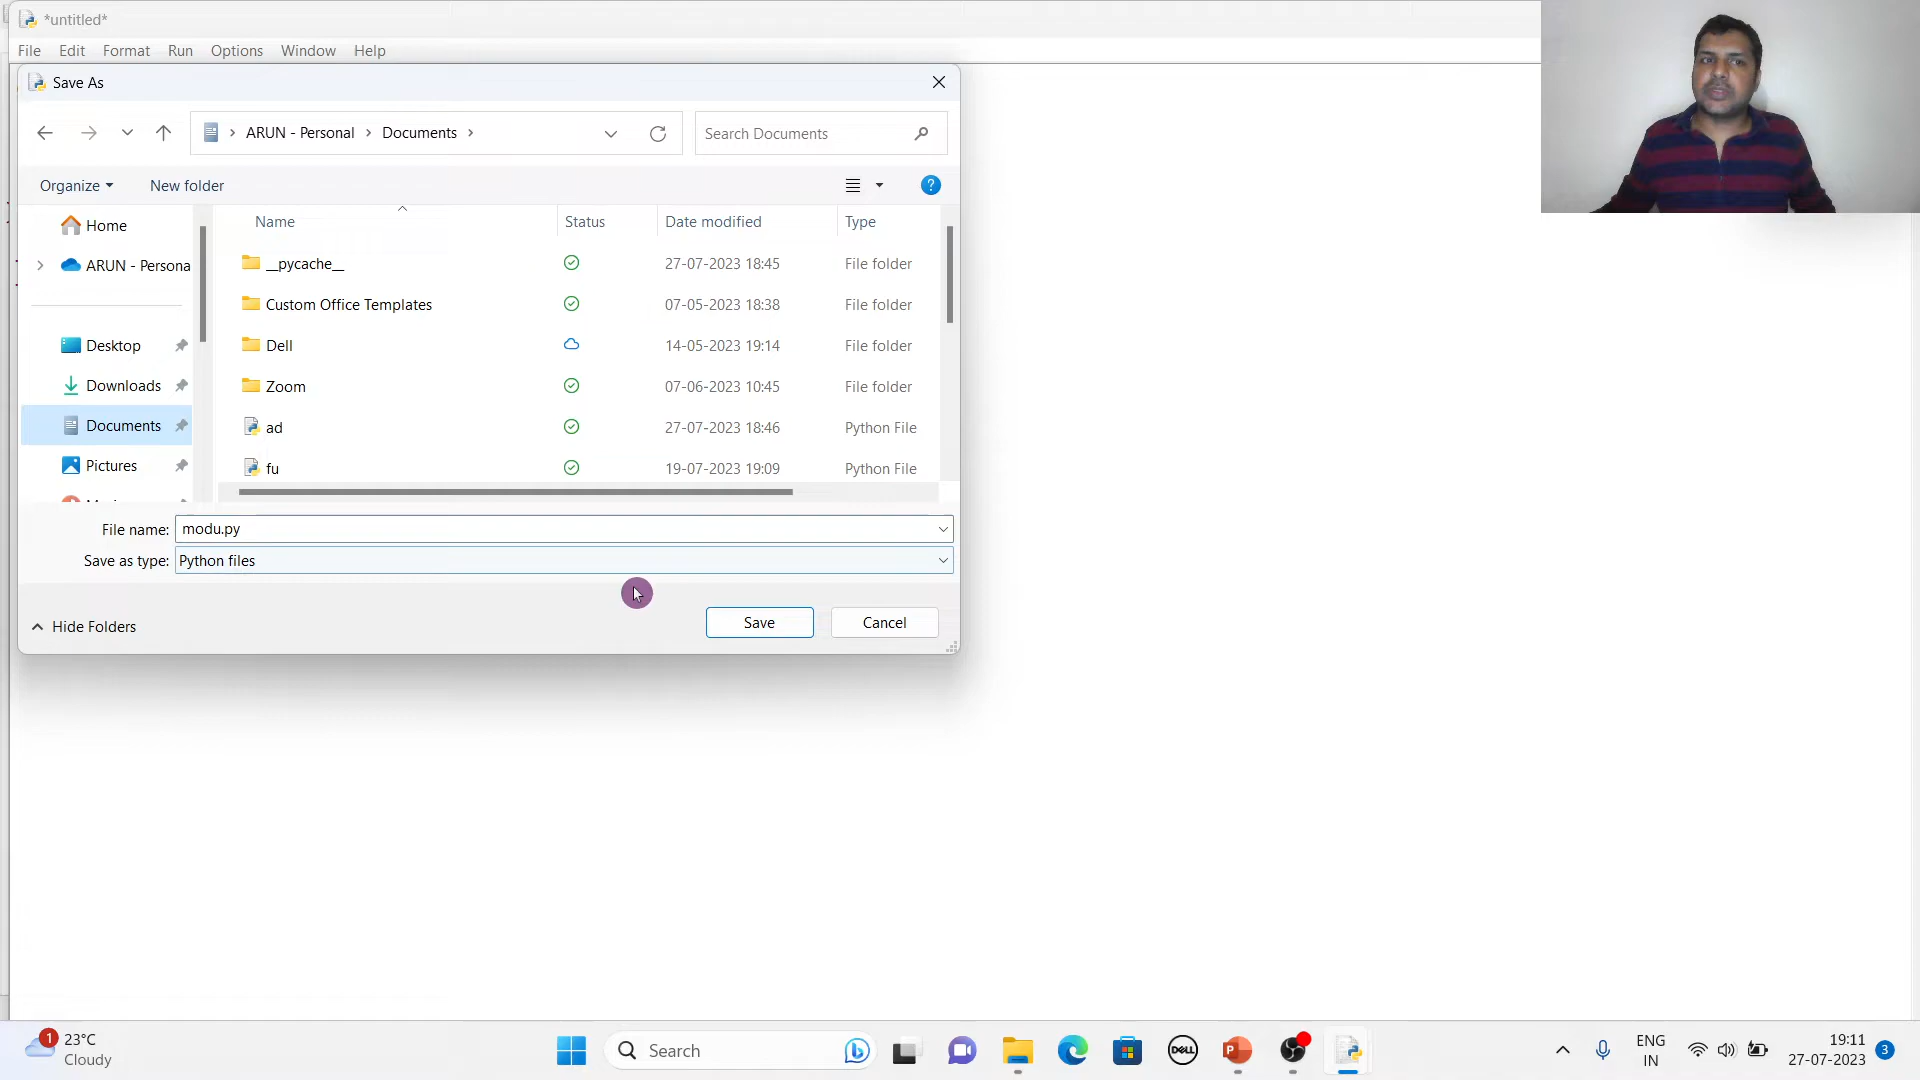 *untitled*
File Edit Format Run Options Window Help
Save As
ARUN - Personal > Documents >
Search Documents
Organize New folder
?
Name Status Date modified Type
Home
ARUN - Persona
Desktop
Downloads
Documents
Pictures
__pycache__ 27-07-2023 18:45 File folder
Custom Office Templates 07-05-2023 18:38 File folder
Dell 14-05-2023 19:14 File folder
Zoom 07-06-2023 10:45 File folder
ad 27-07-2023 18:46 Python File
fu 19-07-2023 19:09 Python File
File name: modu.py
Save as type: Python files
Hide Folders
Save Cancel
1
23°C
Cloudy
Search
DELL
P
ENG
IN
19:11
27-07-2023
3